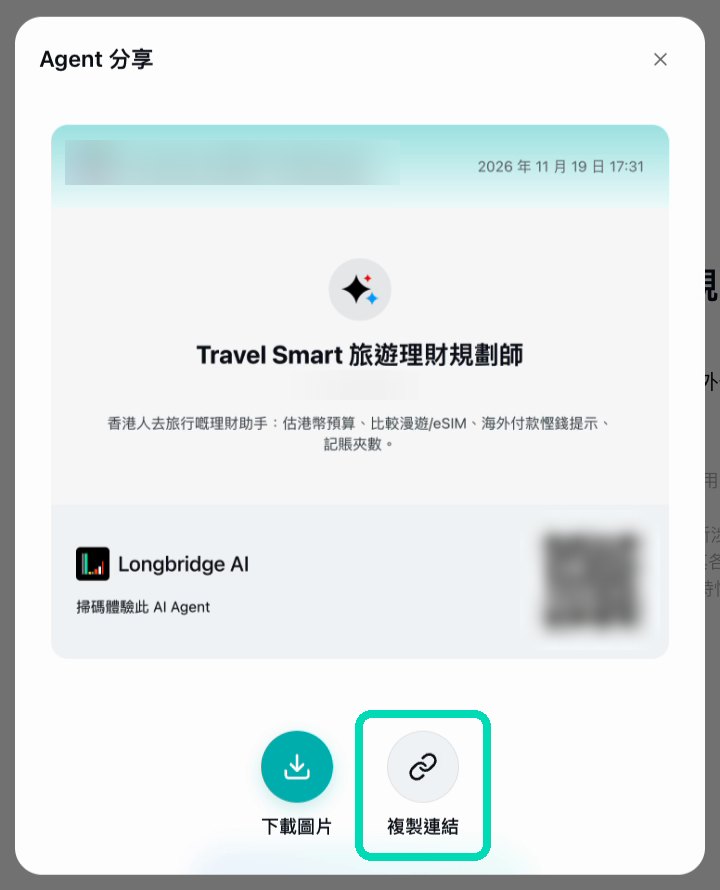 Agent 分享
2026 年 11 月 19 日 17:31
Travel Smart 旅遊理財規劃師
香港人去旅行嘅理財助手：估港幣預算、比較漫遊/eSIM、海外付款慳錢提示、
記賬夾數。
Longbridge AI
掃碼體驗此 AI Agent
下載圖片
複製連結